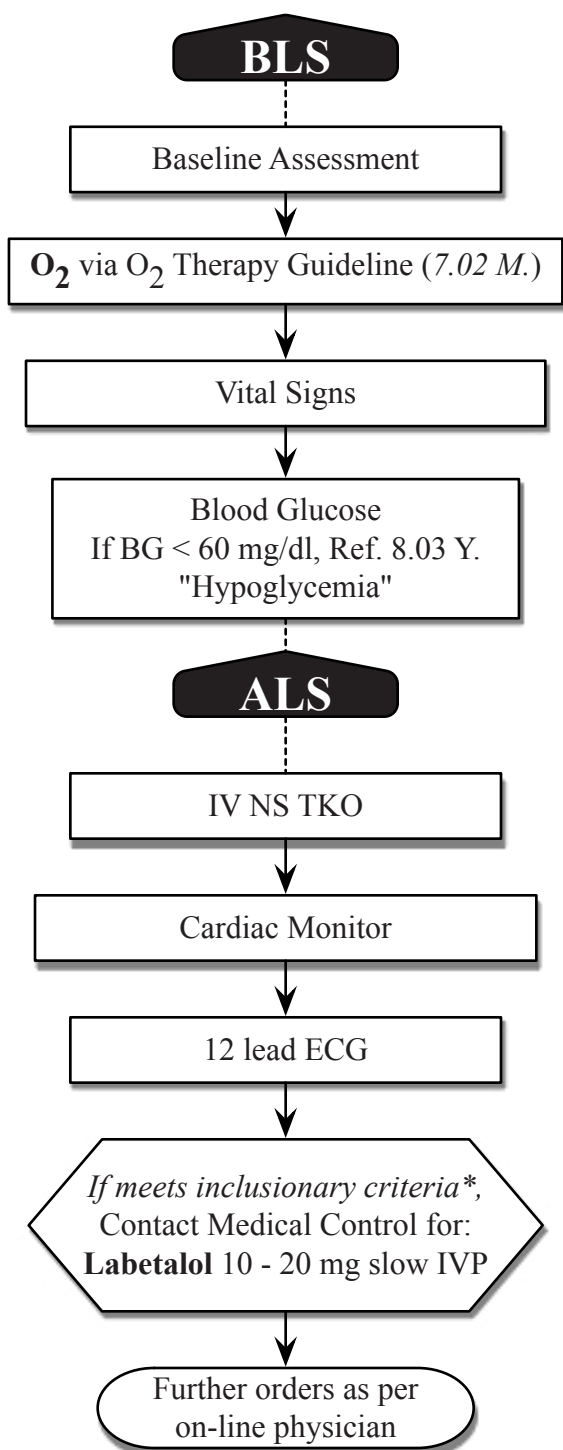 BLS
Baseline Assessment
O2 via O2 Therapy Guideline (7.02 M.)
Vital Signs
Blood Glucose
If BG < 60 mg/dl, Ref. 8.03 Y.
"Hypoglycemia"
ALS
IV NS TKO
Cardiac Monitor
12 lead ECG
If meets inclusionary criteria*,
Contact Medical Control for:
Labetalol 10 - 20 mg slow IVP
Further orders as per
on-line physician